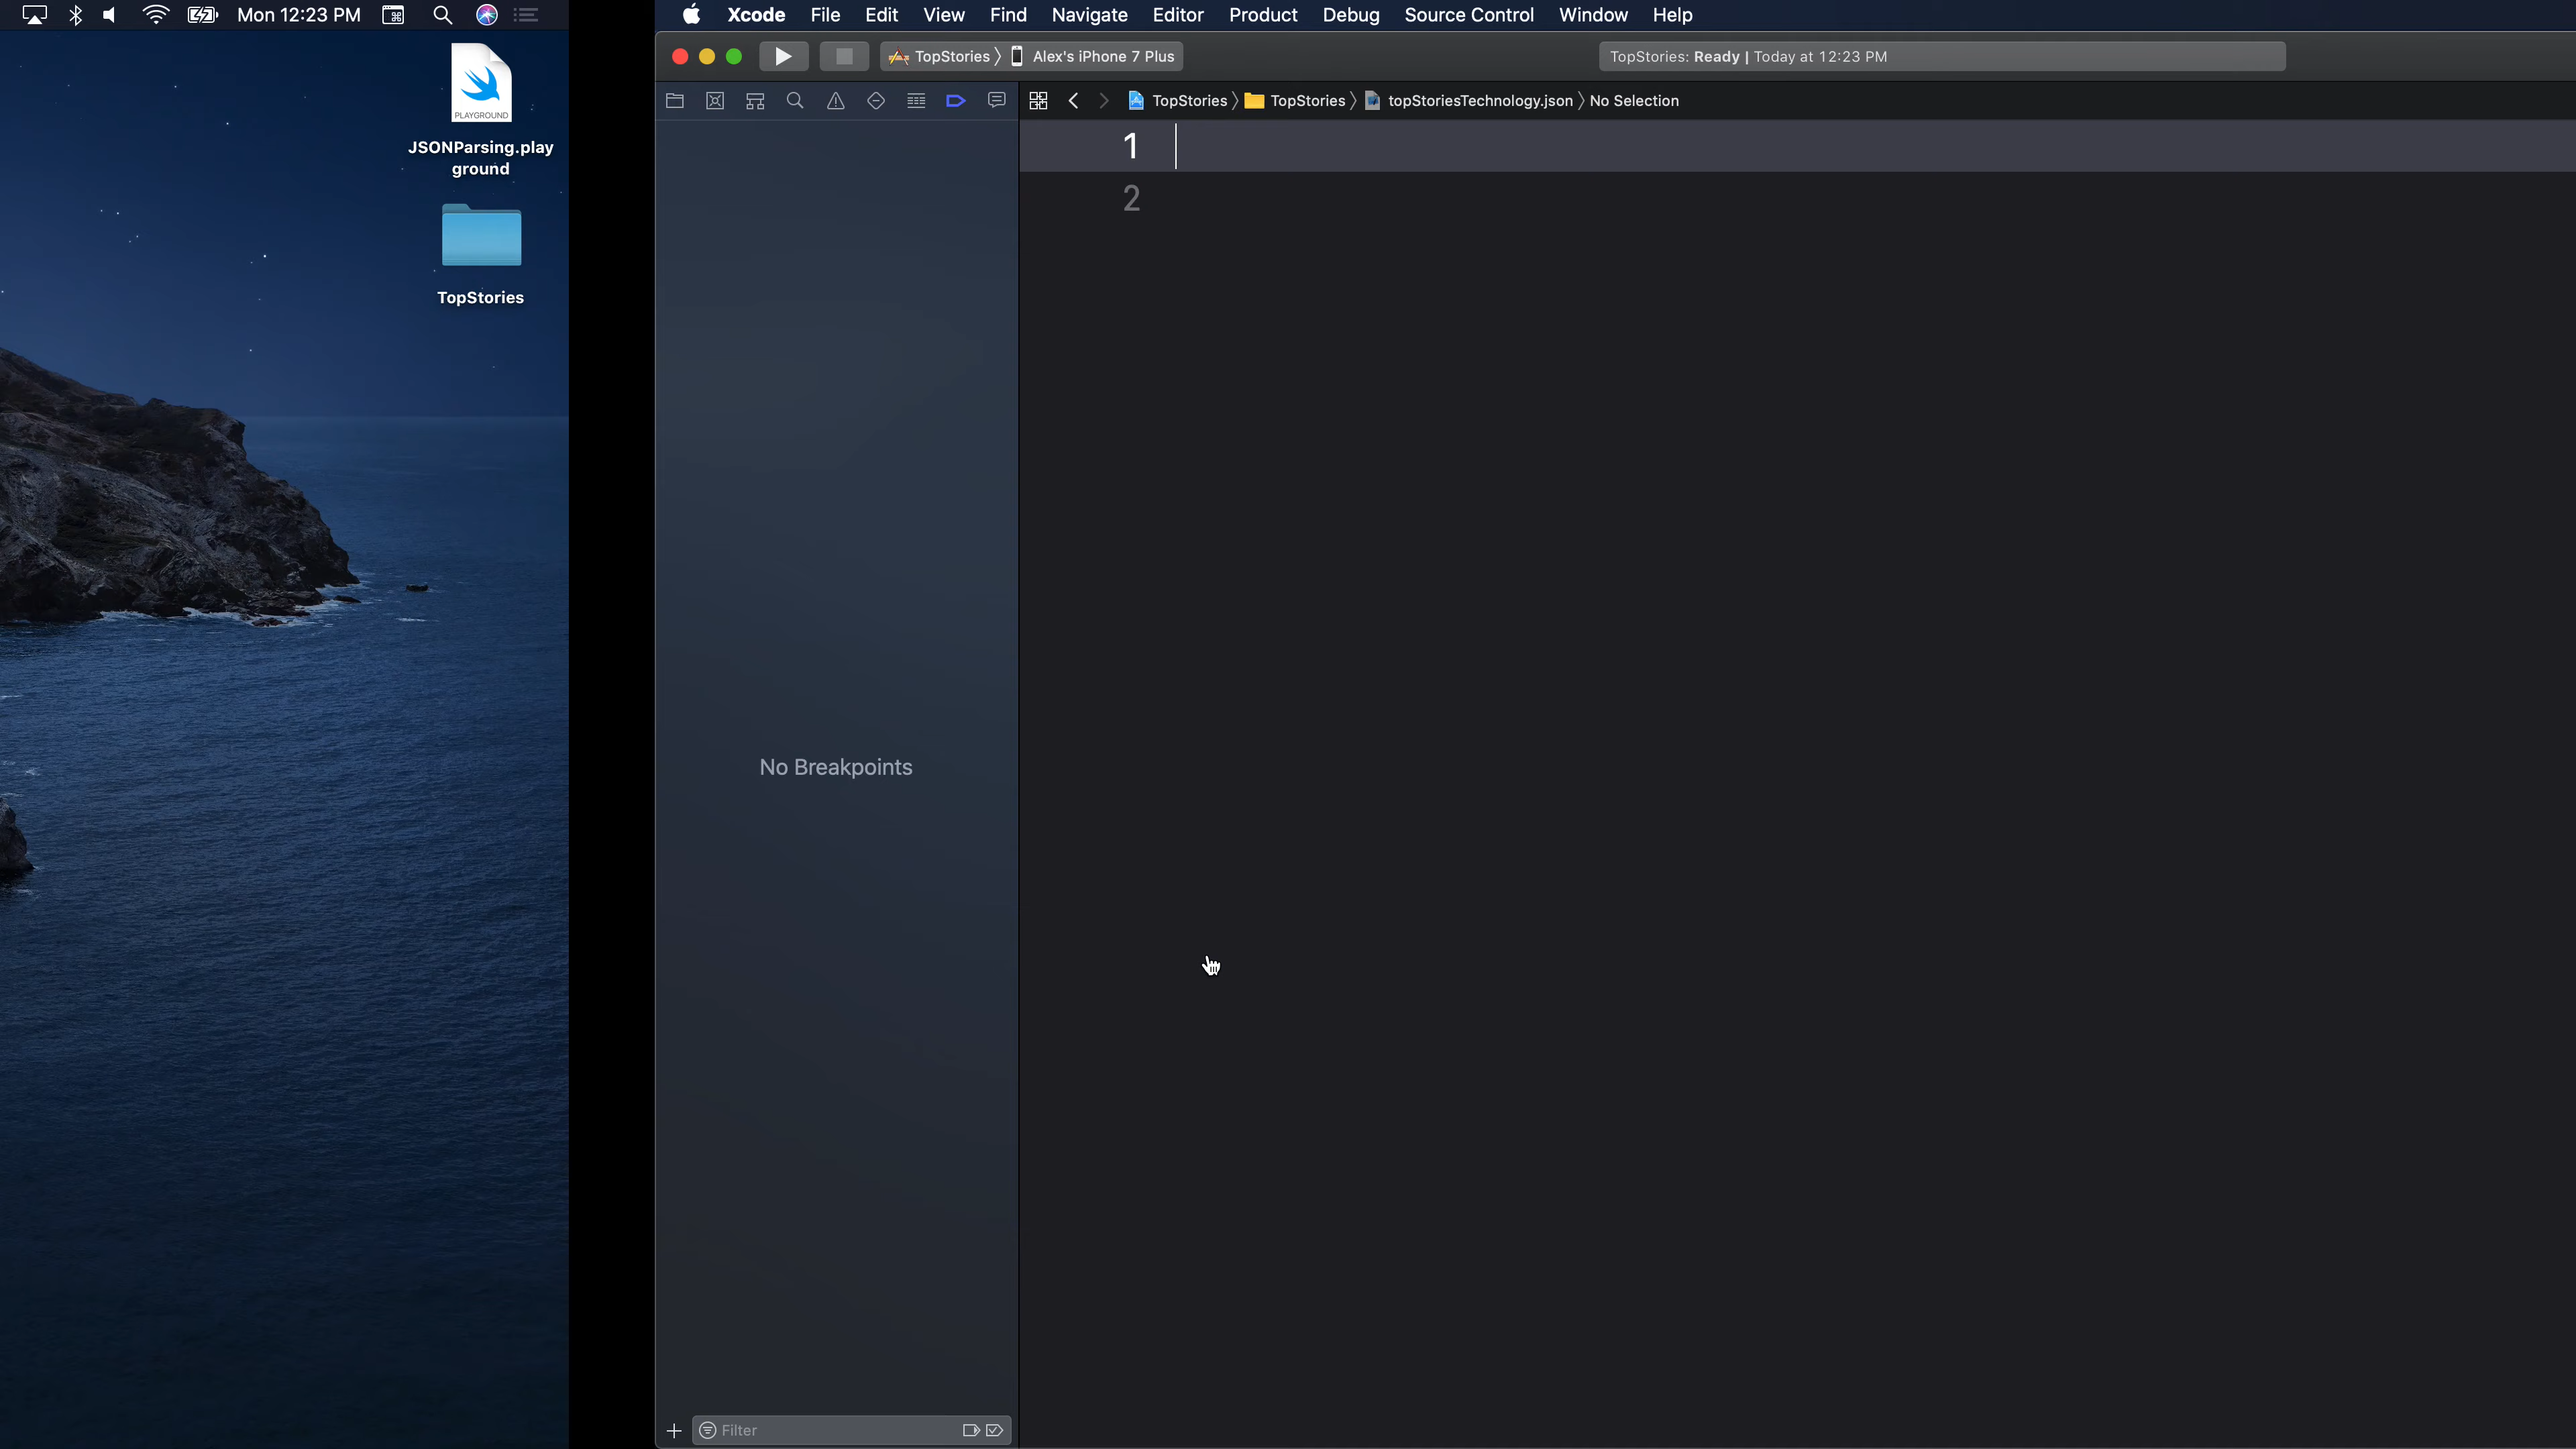 Mon 12:23 PM
PLAYGROUND
JSONParsing.play
ground
TopStories
Xcode File Edit View Find Navigate Editor Product Debug Source Control Window Help
TopStories Alex's iPhone 7 Plus
TopStories: Ready | Today at 12:23 PM
TopStories TopStories topStoriesTechnology.json No Selection
1
2
No Breakpoints
Filter